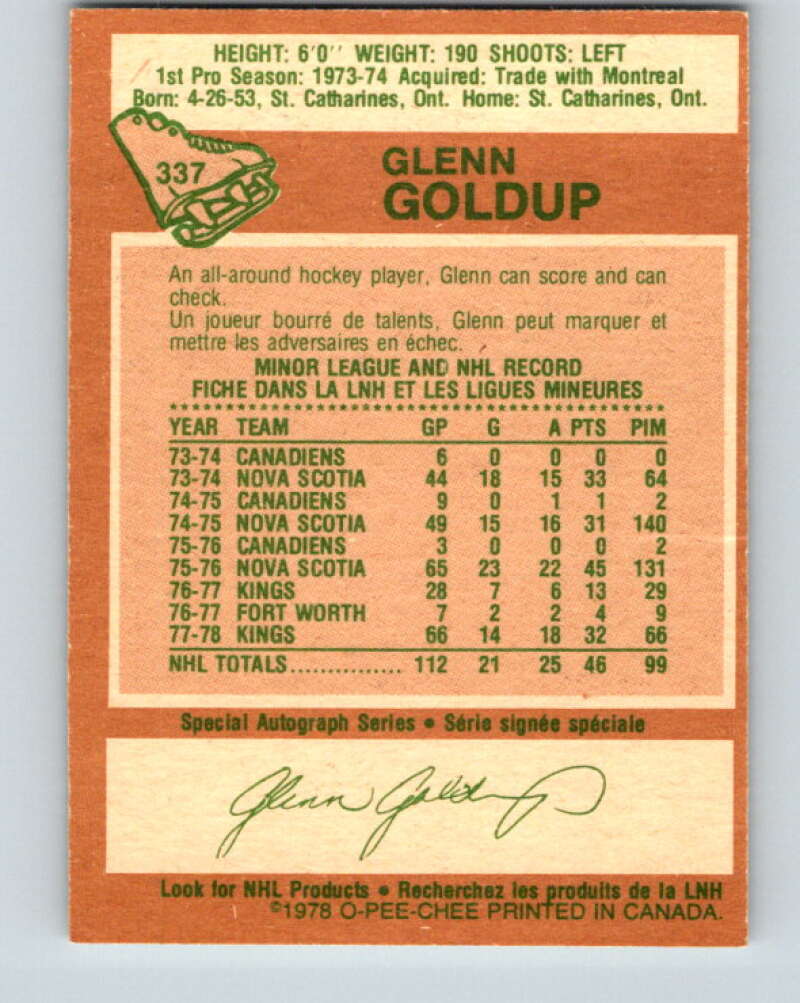 HEIGHT: 6'0'' WEIGHT: 190 SHOOTS: LEFT
1st Pro Season: 1973-74 Acquired: Trade with Montreal
Born: 4-26-53, St. Catharines, Ont. Home: St. Catharines, Ont.
337
GLENN
GOLDUP
An all-around hockey player, Glenn can score and can
check.
Un joueur bourré de talents, Glenn peut marquer et
mettre les adversaires en échec.
MINOR LEAGUE AND NHL RECORD
FICHE DANS LA LNH ET LES LIGUES MINEURES
YEAR TEAM GP G A PTS PIM
73-74 CANADIENS 6 0 0 0 0
73-74 NOVA SCOTIA 44 18 15 33 64
74-75 CANADIENS 9 0 1 1 2
74-75 NOVA SCOTIA 49 15 16 31 140
75-76 CANADIENS 3 0 0 0 2
75-76 NOVA SCOTIA 65 23 22 45 131
76-77 KINGS 28 7 6 13 29
76-77 FORT WORTH 7 2 2 4 9
77-78 KINGS 66 14 18 32 66
NHL TOTALS............... 112 21 25 46 99
Special Autograph Series • Série signée spéciale
Glenn Goldup
Look for NHL Products • Recherchez les produits de la LNH
©1978 O-PEE-CHEE PRINTED IN CANADA.